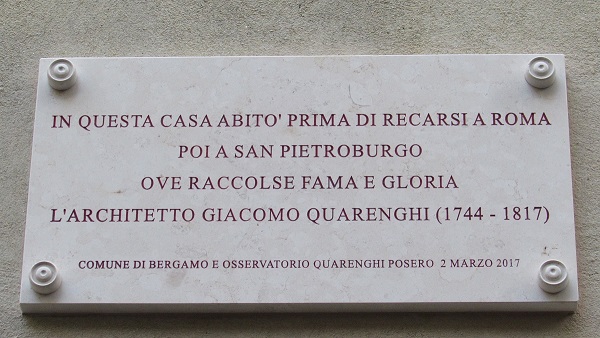 IN QUESTA CASA ABITO' PRIMA DI RECARSI A ROMA
POI A SAN PIETROBURGO
OVE RACCOLSE FAMA E GLORIA
L'ARCHITETTO GIACOMO QUARENGHI (1744 - 1817)
COMUNE DI BERGAMO E OSSERVATORIO QUARENGHI POSERO 2 MARZO 2017